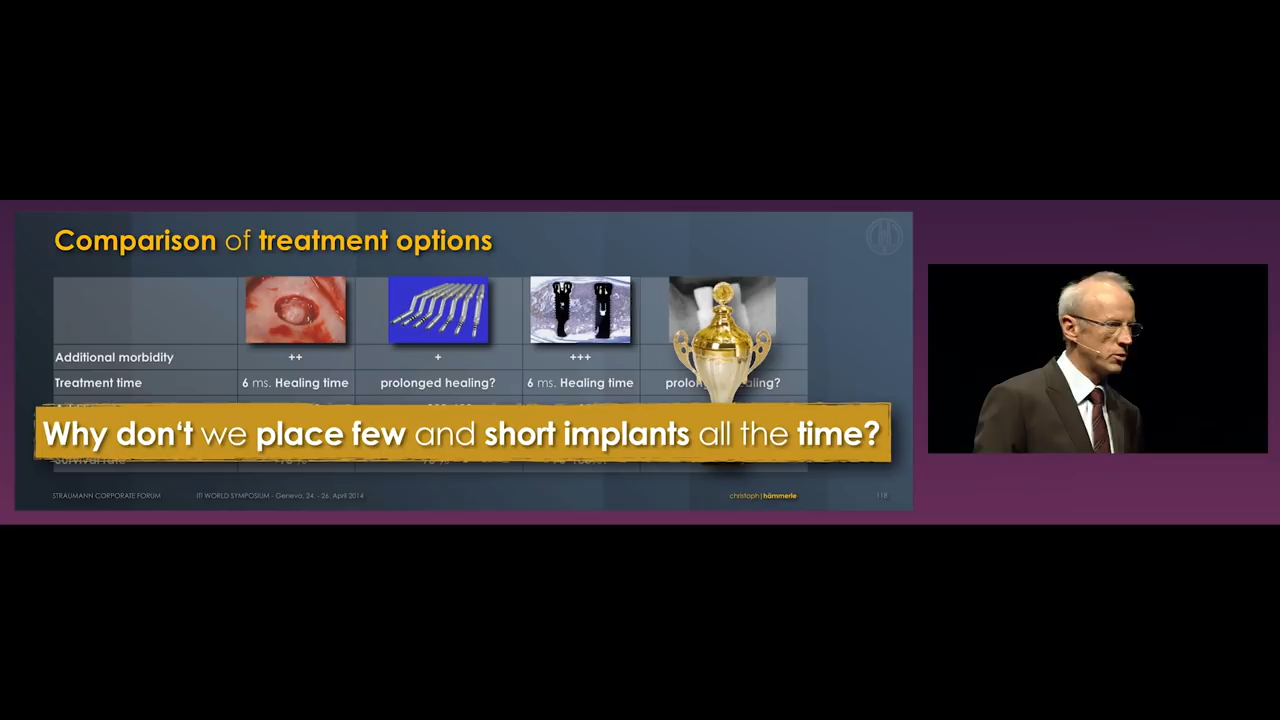 Comparison of treatment options
Additional morbidity ++ + +++
Treatment time 6 ms. Healing time prolonged healing? 6 ms. Healing time
Why don't we place few and short implants all the time?
Survival rate
STRAUMANN CORPORATE FORUM ITI WORLD SYMPOSIUM - Geneva, 24. - 26. April 2014 christoph|hämmerle 118